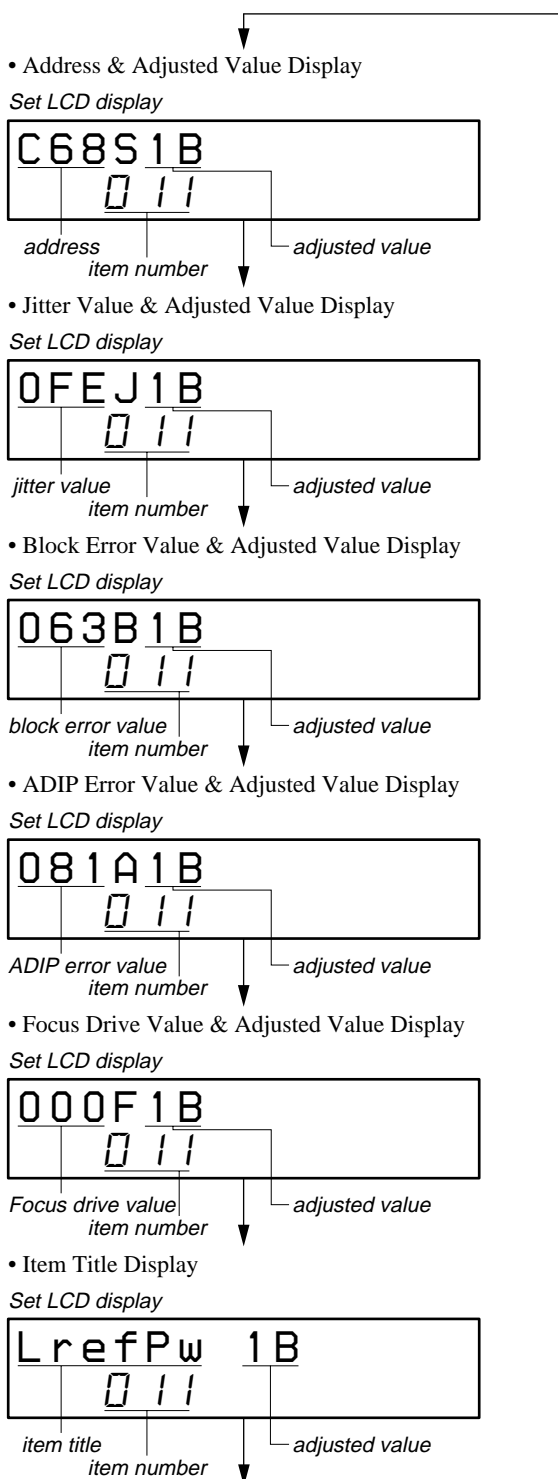 • Address & Adjusted Value Display
Set LCD display
C68S1B
011
address
adjusted value
item number
• Jitter Value & Adjusted Value Display
Set LCD display
0FEJ1B
011
jitter value
adjusted value
item number
• Block Error Value & Adjusted Value Display
Set LCD display
063B1B
011
block error value
adjusted value
item number
• ADIP Error Value & Adjusted Value Display
Set LCD display
081A1B
011
ADIP error value
adjusted value
item number
• Focus Drive Value & Adjusted Value Display
Set LCD display
000F1B
011
Focus drive value
adjusted value
item number
• Item Title Display
Set LCD display
LrefPw 1B
011
item title
adjusted value
item number